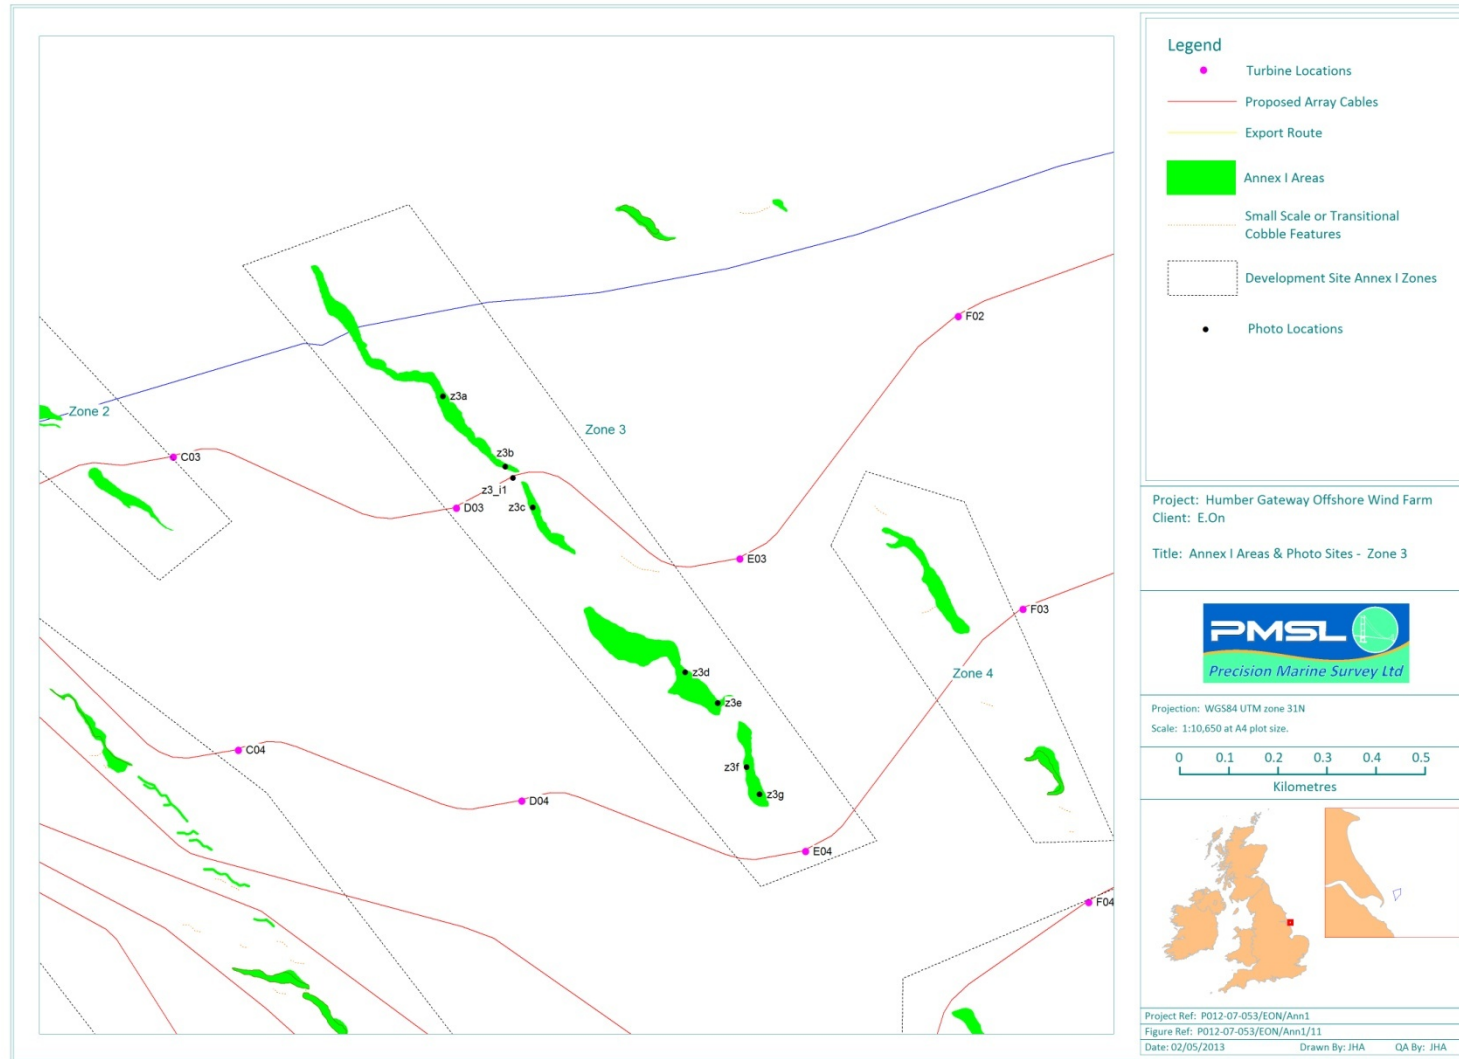 F02
z3a
Zone 2
Zone 3
z3b
C03
z3_i1
D03
z3c
E03
F03
z3d
Zone 4
z3e
C04
z3f
z3g
D04
E04
F04
Legend
Turbine Locations
Proposed Array Cables
Export Route
Annex I Areas
Small Scale or Transitional
Cobble Features
Development Site Annex I Zones
Photo Locations
Project: Humber Gateway Offshore Wind Farm
Client: E.On
Title: Annex I Areas & Photo Sites - Zone 3
PMSL
Precision Marine Survey Ltd
Projection: WGS84 UTM zone 31N
Scale: 1:10,650 at A4 plot size.
0 0.1 0.2 0.3 0.4 0.5
Kilometres
Project Ref: P012-07-053/EON/Ann1
Figure Ref: P012-07-053/EON/Ann1/11
Date: 02/05/2013 Drawn By: JHA QA By: JHA